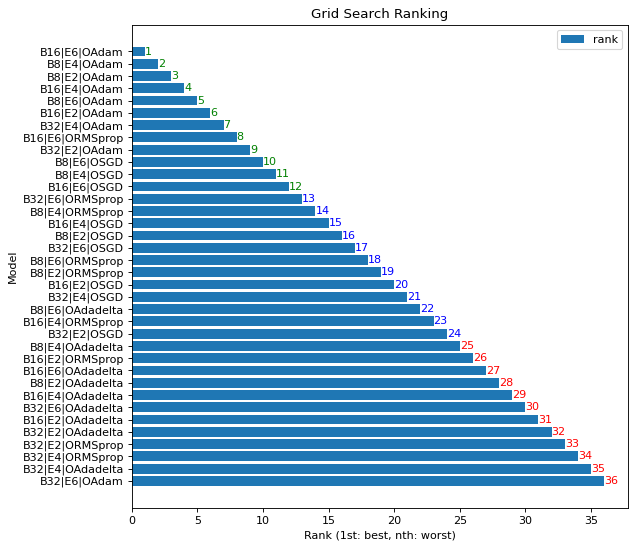 Grid Search Ranking
rank
Model
B16|E6|OAdam 1
B8|E4|OAdam 2
B8|E2|OAdam 3
B16|E4|OAdam 4
B8|E6|OAdam 5
B16|E2|OAdam 6
B32|E4|OAdam 7
B16|E6|ORMSprop 8
B32|E2|OAdam 9
B8|E6|OSGD 10
B8|E4|OSGD 11
B16|E6|OSGD 12
B32|E6|ORMSprop 13
B8|E4|ORMSprop 14
B16|E4|OSGD 15
B8|E2|OSGD 16
B32|E6|OSGD 17
B8|E6|ORMSprop 18
B8|E2|ORMSprop 19
B16|E2|OSGD 20
B32|E4|OSGD 21
B8|E6|OAdadelta 22
B16|E4|ORMSprop 23
B32|E2|OSGD 24
B8|E4|OAdadelta 25
B16|E2|ORMSprop 26
B16|E6|OAdadelta 27
B8|E2|OAdadelta 28
B16|E4|OAdadelta 29
B32|E6|OAdadelta 30
B16|E2|OAdadelta 31
B32|E2|OAdadelta 32
B32|E2|ORMSprop 33
B32|E4|ORMSprop 34
B32|E4|OAdadelta 35
B32|E6|OAdam 36
0 5 10 15 20 25 30 35
Rank (1st: best, nth: worst)